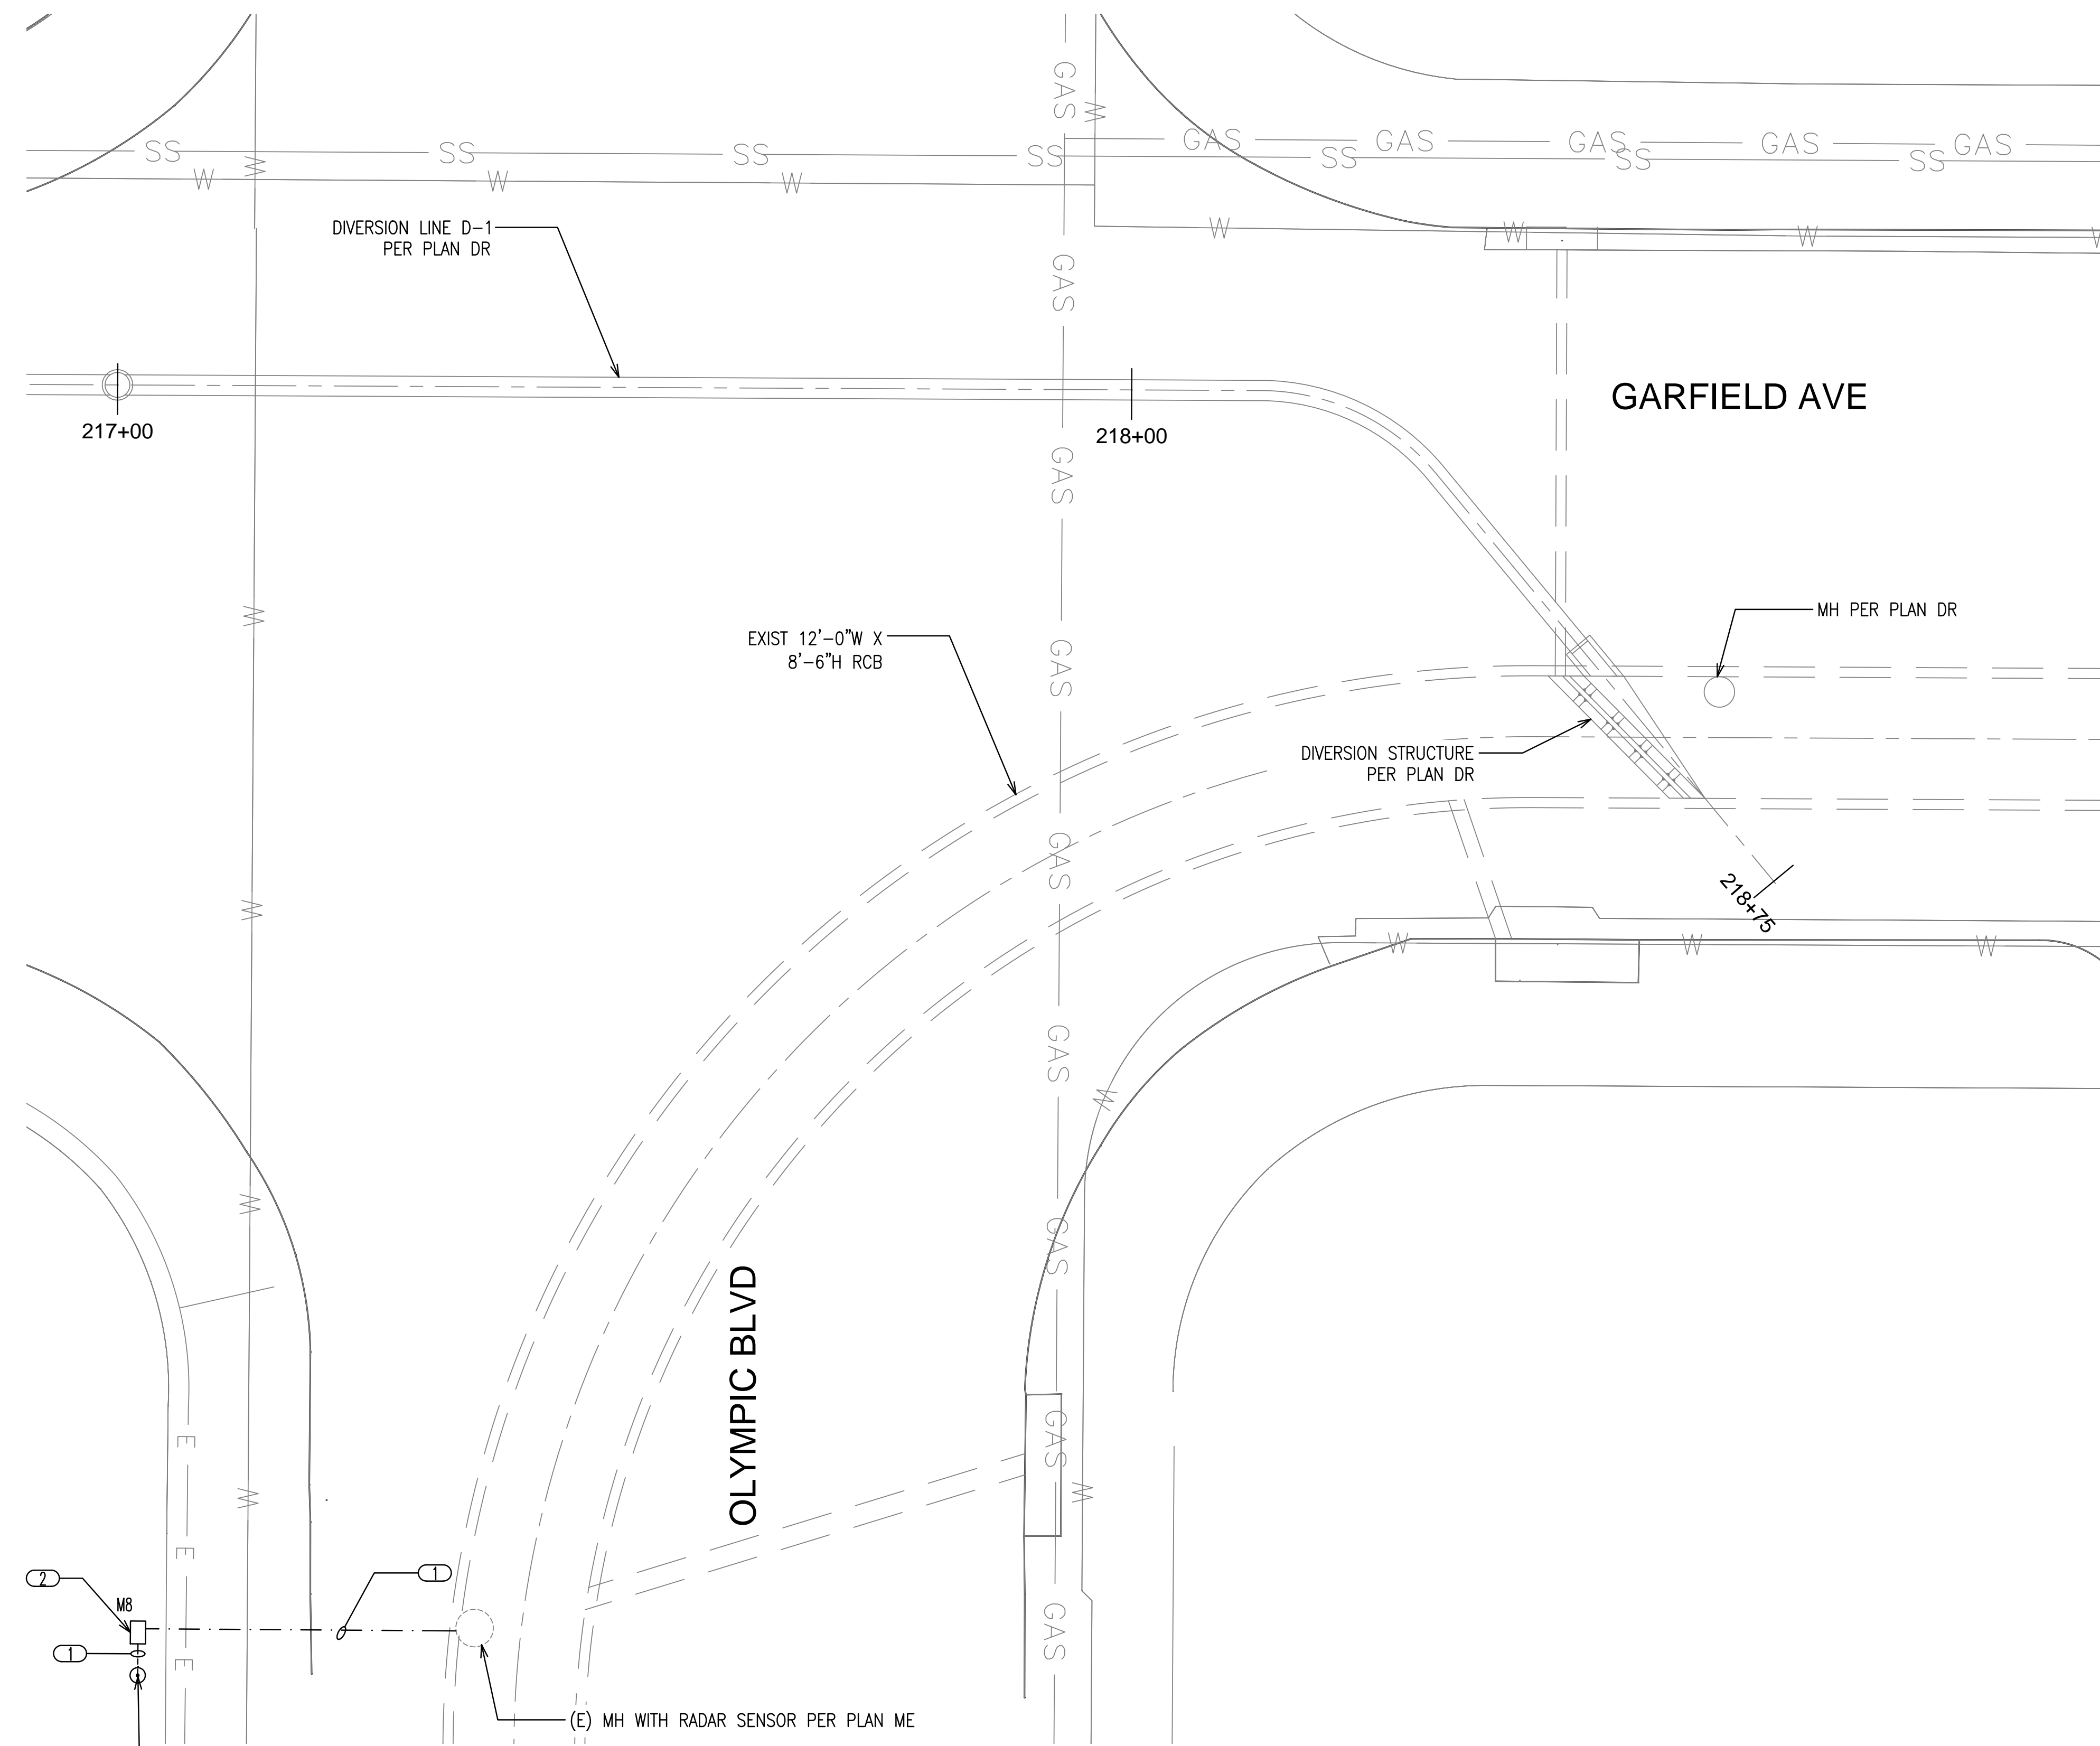 GAS
W
SS SS SS SS GAS GAS GAS GAS GAS
SS SS SS
W
W W W
DIVERSION LINE D-1
PER PLAN DR
W W W W
GAS
GARFIELD AVE
217+00
218+00
GAS
W
MH PER PLAN DR
EXIST 12'-0"W X
8'-6"H RCB
GAS
DIVERSION STRUCTURE
PER PLAN DR
GAS
W
218+75
W W W
GAS
W
W
GAS
OLYMPIC BLVD
E
GAS
W
W
E
1
2
M8
GAS
1
E
(E) MH WITH RADAR SENSOR PER PLAN ME